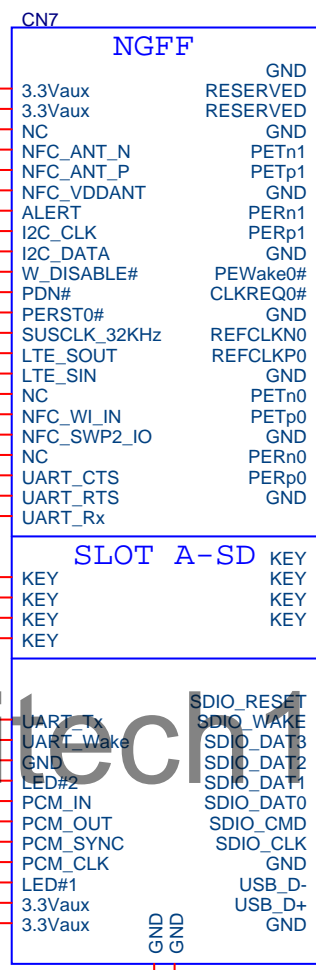 CN7
NGFF
GND
3.3Vaux RESERVED
3.3Vaux RESERVED
NC GND
NFC_ANT_N PETn1
NFC_ANT_P PETp1
NFC_VDDANT GND
ALERT PERn1
I2C_CLK PERp1
I2C_DATA GND
W_DISABLE# PEWake0#
PDN# CLKREQ0#
PERST0# GND
SUSCLK_32KHz REFCLKN0
LTE_SOUT REFCLKP0
LTE_SIN GND
NC PETn0
NFC_WI_IN PETp0
NFC_SWP2_IO GND
NC PERn0
UART_CTS PERp0
UART_RTS GND
UART_Rx
SLOT A-SD KEY
KEY KEY
KEY KEY
KEY KEY
KEY
SDIO_RESET
UART_Tx SDIO_WAKE
UART_Wake SDIO_DAT3
GND SDIO_DAT2
LED#2 SDIO_DAT1
PCM_IN SDIO_DAT0
PCM_OUT SDIO_CMD
PCM_SYNC SDIO_CLK
PCM_CLK GND
LED#1 USB_D-
3.3Vaux USB_D+
3.3Vaux GND
GND
GND